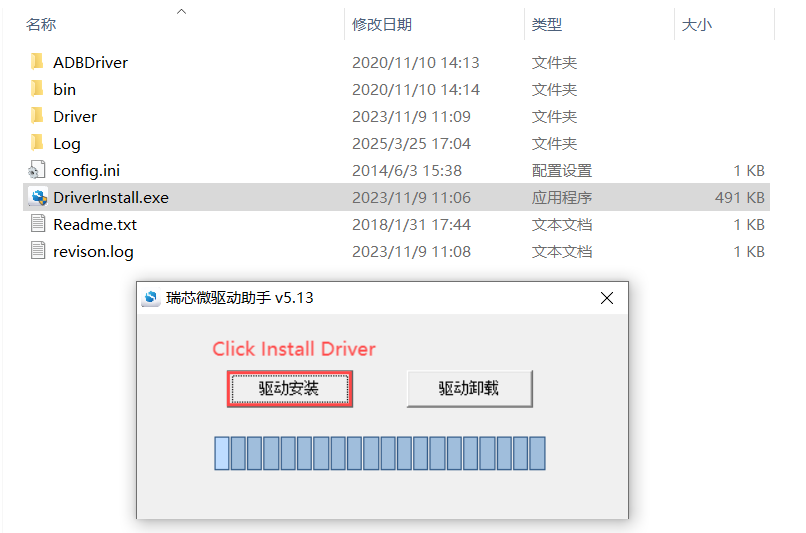 名称 修改日期 类型 大小
ADBDriver 2020/11/10 14:13 文件夹
bin 2020/11/10 14:14 文件夹
Driver 2023/11/9 11:09 文件夹
Log 2025/3/25 17:04 文件夹
config.ini 2014/6/3 15:38 配置设置 1 KB
DriverInstall.exe 2023/11/9 11:06 应用程序 491 KB
Readme.txt 2018/1/31 17:44 文本文档 1 KB
revison.log 2023/11/9 11:08 文本文档 1 KB
瑞芯微驱动助手 v5.13
Click Install Driver
驱动安装 驱动卸载